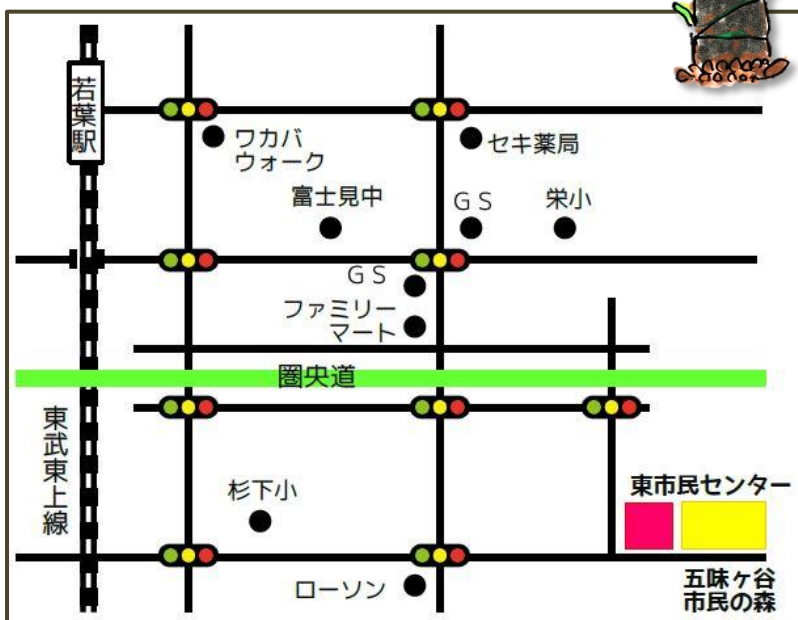 若葉駅
ワカバ
ウォーク
セキ薬局
富士見中
ＧＳ
栄小
ＧＳ
ファミリー
マート
圏央道
東武東上線
杉下小
東市民センター
ローソン
五味ヶ谷
市民の森